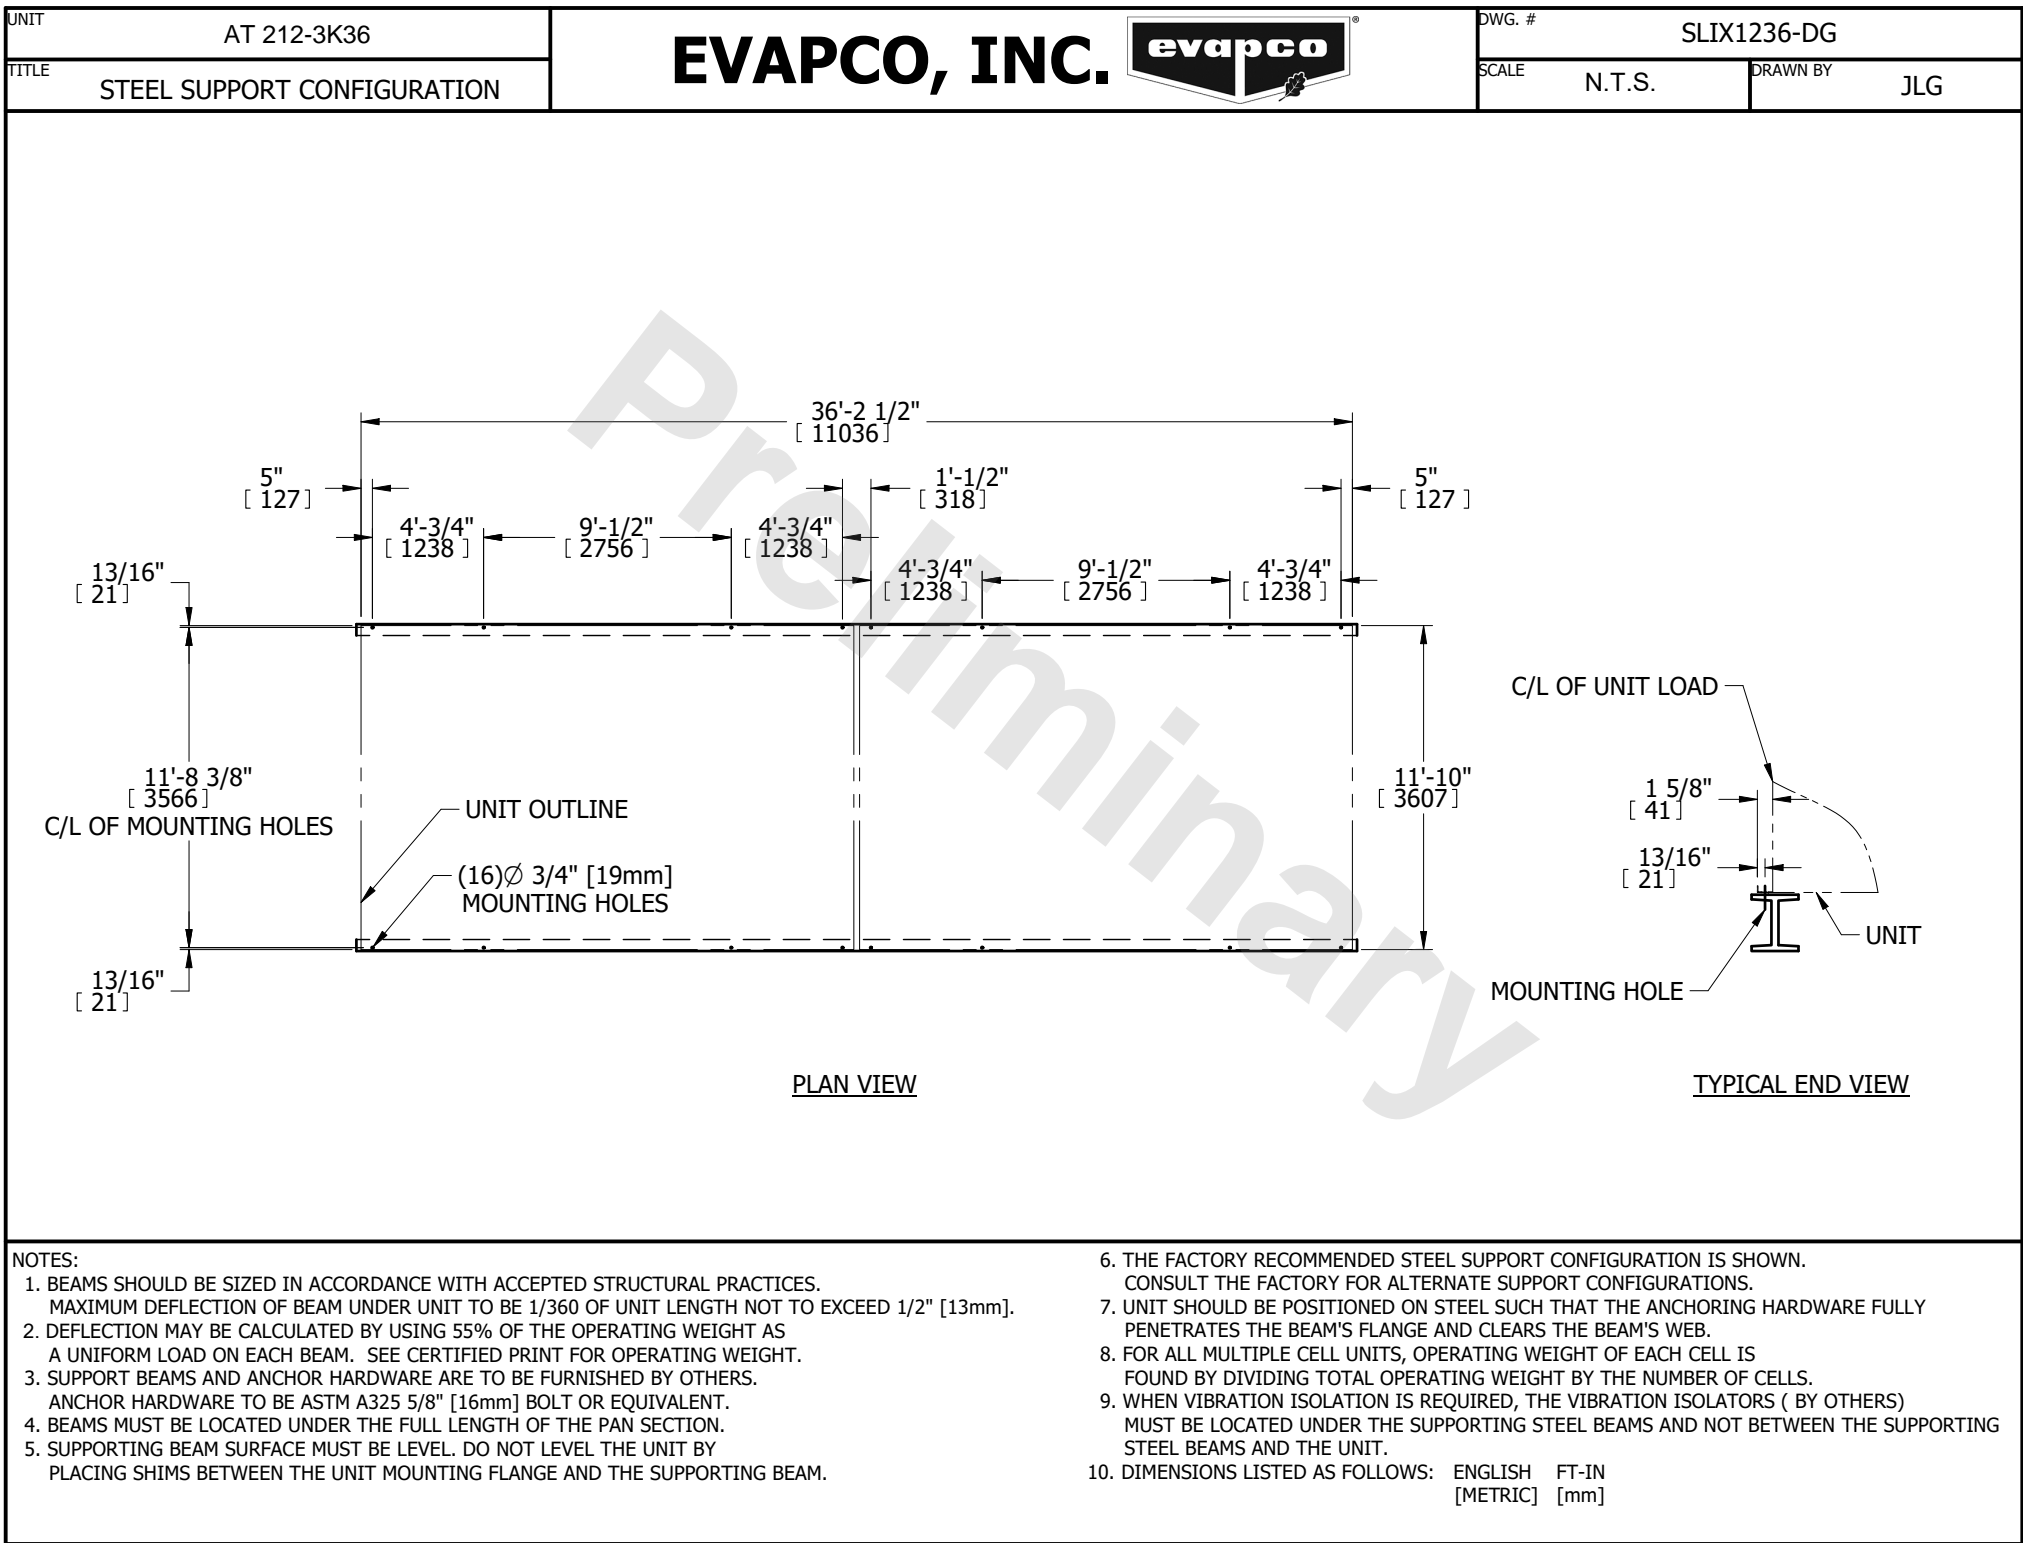 UNIT
AT 212-3K36
TITLE
STEEL SUPPORT CONFIGURATION
EVAPCO, INC.
evapco
®
DWG. #
SLIX1236-DG
SCALE
N.T.S.
DRAWN BY
JLG
Preliminary
36'-2 1/2"
[ 11036 ]
5"
[ 127 ]
1'-1/2"
[ 318 ]
5"
[ 127 ]
4'-3/4"
[ 1238 ]
9'-1/2"
[ 2756 ]
4'-3/4"
[ 1238 ]
4'-3/4"
[ 1238 ]
9'-1/2"
[ 2756 ]
4'-3/4"
[ 1238 ]
13/16"
[ 21 ]
11'-8 3/8"
[ 3566 ]
C/L OF MOUNTING HOLES
UNIT OUTLINE
(16)∅ 3/4" [19mm]
MOUNTING HOLES
13/16"
[ 21 ]
11'-10"
[ 3607 ]
C/L OF UNIT LOAD
1 5/8"
[ 41 ]
13/16"
[ 21 ]
UNIT
MOUNTING HOLE
PLAN VIEW
TYPICAL END VIEW
NOTES:
1. BEAMS SHOULD BE SIZED IN ACCORDANCE WITH ACCEPTED STRUCTURAL PRACTICES.
MAXIMUM DEFLECTION OF BEAM UNDER UNIT TO BE 1/360 OF UNIT LENGTH NOT TO EXCEED 1/2" [13mm].
2. DEFLECTION MAY BE CALCULATED BY USING 55% OF THE OPERATING WEIGHT AS
A UNIFORM LOAD ON EACH BEAM. SEE CERTIFIED PRINT FOR OPERATING WEIGHT.
3. SUPPORT BEAMS AND ANCHOR HARDWARE ARE TO BE FURNISHED BY OTHERS.
ANCHOR HARDWARE TO BE ASTM A325 5/8" [16mm] BOLT OR EQUIVALENT.
4. BEAMS MUST BE LOCATED UNDER THE FULL LENGTH OF THE PAN SECTION.
5. SUPPORTING BEAM SURFACE MUST BE LEVEL. DO NOT LEVEL THE UNIT BY
PLACING SHIMS BETWEEN THE UNIT MOUNTING FLANGE AND THE SUPPORTING BEAM.
6. THE FACTORY RECOMMENDED STEEL SUPPORT CONFIGURATION IS SHOWN.
CONSULT THE FACTORY FOR ALTERNATE SUPPORT CONFIGURATIONS.
7. UNIT SHOULD BE POSITIONED ON STEEL SUCH THAT THE ANCHORING HARDWARE FULLY
PENETRATES THE BEAM'S FLANGE AND CLEARS THE BEAM'S WEB.
8. FOR ALL MULTIPLE CELL UNITS, OPERATING WEIGHT OF EACH CELL IS
FOUND BY DIVIDING TOTAL OPERATING WEIGHT BY THE NUMBER OF CELLS.
9. WHEN VIBRATION ISOLATION IS REQUIRED, THE VIBRATION ISOLATORS ( BY OTHERS)
MUST BE LOCATED UNDER THE SUPPORTING STEEL BEAMS AND NOT BETWEEN THE SUPPORTING
STEEL BEAMS AND THE UNIT.
10. DIMENSIONS LISTED AS FOLLOWS: ENGLISH FT-IN
[METRIC] [mm]